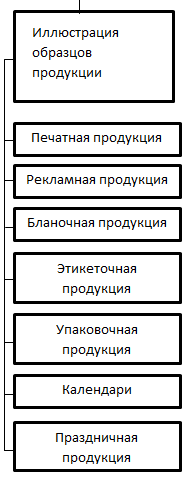 Иллюстрация
образцов
продукции
Печатная продукция
Рекламная продукция
Бланочная продукция
Этикеточная
продукция
Упаковочная
продукция
Календари
Праздничная
продукция